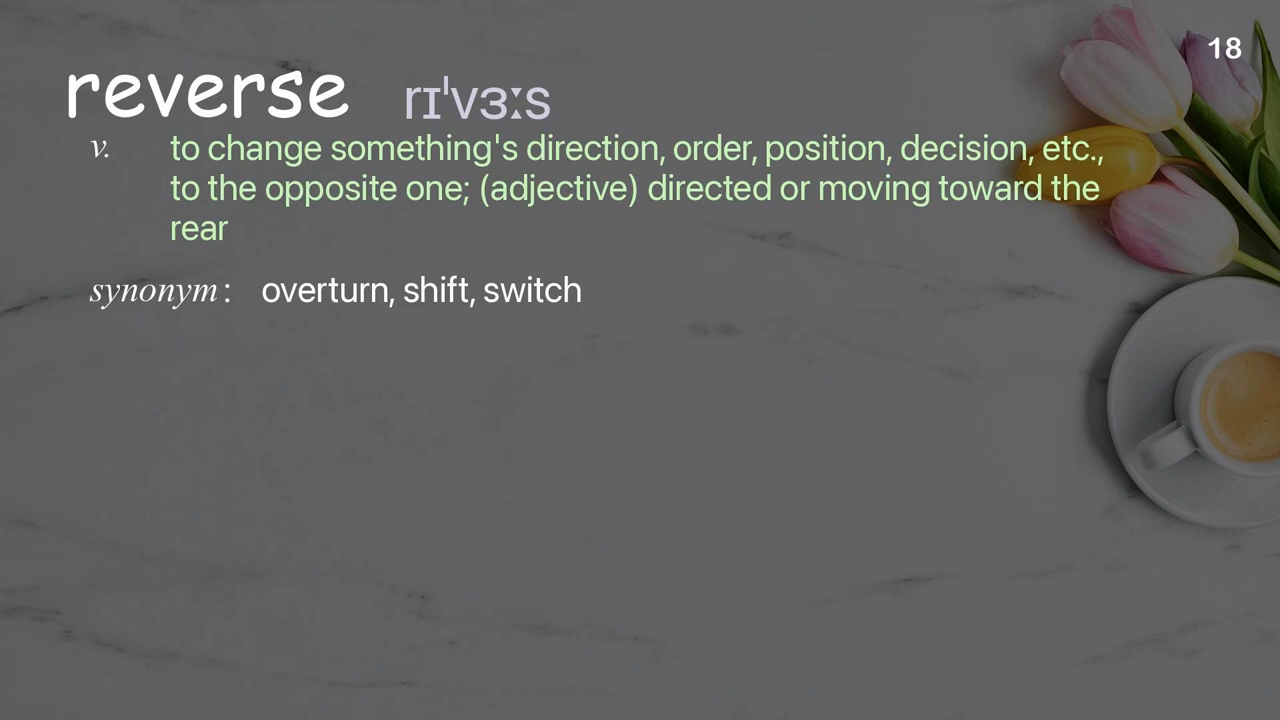 18
reverse rɪˈvɜːs
v. to change something's direction, order, position, decision, etc.,
to the opposite one; (adjective) directed or moving toward the
rear
synonym: overturn, shift, switch